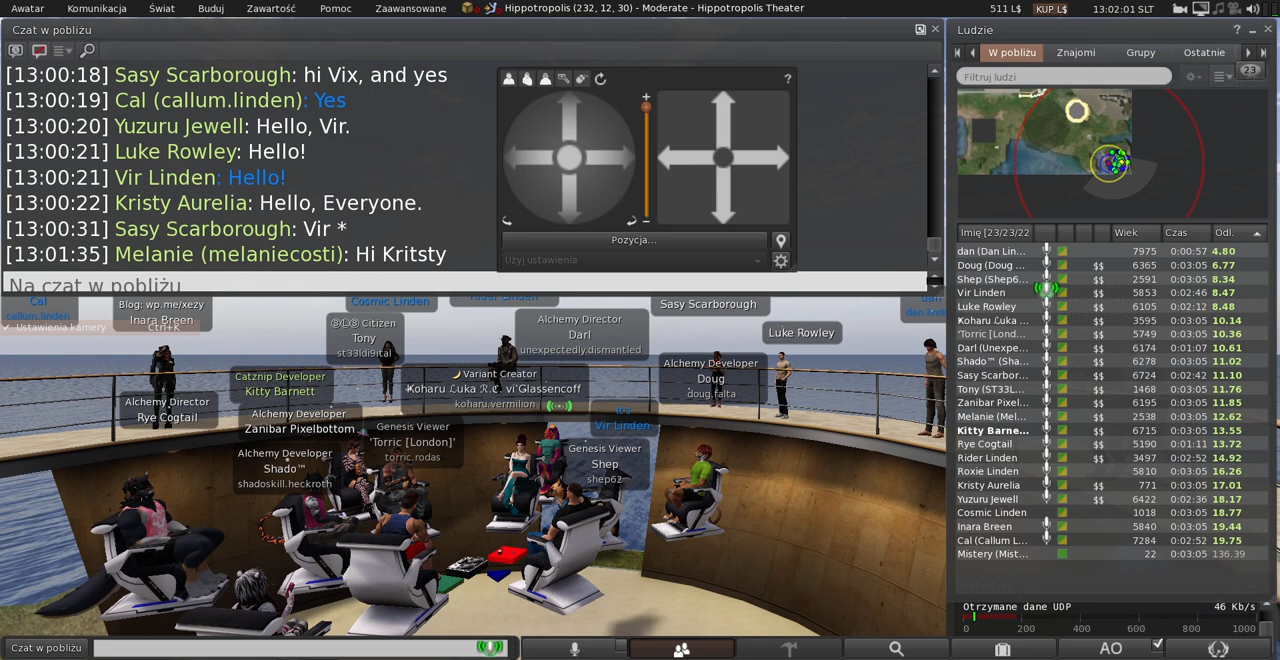 Awatar Komunikacja Świat Buduj Zawartość Pomoc Zaawansowane Hippotropolis (232, 12, 30) - Moderate - Hippotropolis Theater 511 L$ KUP L$ 13:02:01 SLT
Czat w pobliżu
[13:00:18] Sasy Scarborough: hi Vix, and yes
[13:00:19] Cal (callum.linden): Yes
[13:00:20] Yuzuru Jewell: Hello, Vir.
[13:00:21] Luke Rowley: Hello!
[13:00:21] Vir Linden: Hello!
[13:00:22] Kristy Aurelia: Hello, Everyone.
[13:00:31] Sasy Scarborough: Vir *
[13:01:35] Melanie (melaniecosti): Hi Kritsty
Na czat w pobliżu
?
+
-
Pozycja...
Użyj ustawienia
✓ Ustawienia kamery Ctrl+K
Cal
callum.linden
Blog: wp.me/xezy
Inara Breen
Cosmic Linden
Rider Linden
Sasy Scarborough
dan.linden
ⓈⓁⓈ Citizen
Tony
st33ldi9ital
Alchemy Director
Darl
unexpectedly.dismantled
Luke Rowley
Alchemy Developer
Doug
doug.falta
Catznip Developer
Kitty Barnett
Variant Creator
Koharu ℒuka ℛ.C. vi'Glassencoff
koharu.vermilion
Alchemy Director
Rye Cogtail
Alchemy Developer
Zanibar Pixelbottom
Genesis Viewer
'Torric [London]'
torric.rodas
It's
Vir Linden
Alchemy Developer
Shado™
shadoskill.heckroth
Genesis Viewer
Shep
shep62
Ludzie
?
W pobliżu Znajomi Grupy Ostatnie
Filtruj ludzi
23
Imię [23/23/22 Wiek Czas Odl.
dan (Dan Lin... 7975 0:00:57 4.80
Doug (Doug ... $$ 6365 0:03:05 6.77
Shep (Shep6... $$ 2591 0:03:05 8.34
Vir Linden $$ 5853 0:02:46 8.47
Luke Rowley $$ 6105 0:02:12 8.48
Koharu ℒuka ... $$ 3595 0:03:05 10.14
'Torric [Lond... $$ 5749 0:03:05 10.36
Darl (Unexpe... $$ 6174 0:01:07 10.61
Shado™ (Sha... $$ 6278 0:03:05 11.02
Sasy Scarbor... $$ 6724 0:02:42 11.10
Tony (ST33L... $$ 1468 0:03:05 11.76
Zanibar Pixel... $$ 6195 0:03:05 11.85
Melanie (Mel... $$ 2538 0:03:05 12.62
Kitty Barne... $$ 6715 0:03:05 13.55
Rye Cogtail $$ 5190 0:01:11 13.72
Rider Linden $$ 3497 0:02:52 14.92
Roxie Linden 5810 0:03:05 16.26
Kristy Aurelia $$ 771 0:03:05 17.01
Yuzuru Jewell $$ 6422 0:02:36 18.17
Cosmic Linden 1018 0:03:05 18.77
Inara Breen 5840 0:03:05 19.44
Cal (Callum L... 7284 0:02:52 19.75
Mistery (Mist... 22 0:03:05 136.39
Otrzymane dane UDP 46 Kb/s
0 200 400 600 800 1000
Czat w pobliżu
AO